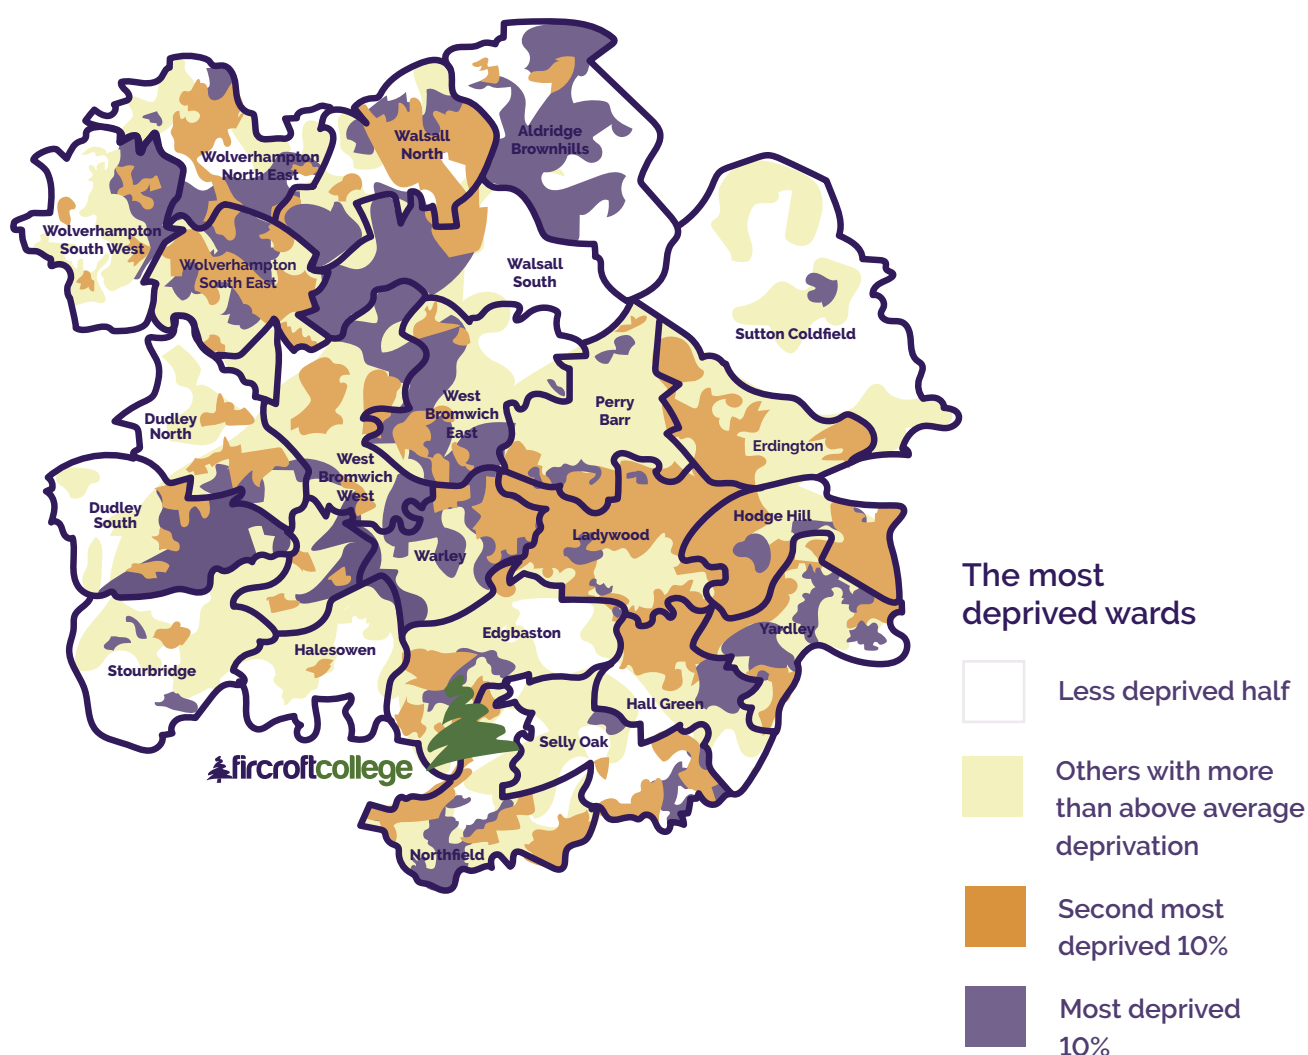 Walsall
North
Aldridge
Brownhills
Wolverhampton
North East
Wolverhampton
South West
Wolverhampton
South East
Walsall
South
Sutton Coldfield
Dudley
North
West
Bromwich
East
Perry
Barr
Erdington
West
Bromwich
West
Dudley
South
Warley
Ladywood
Hodge Hill
Yardley
Edgbaston
Halesowen
Stourbridge
Hall Green
Selly Oak
fircroftcollege
Northfield
The most
deprived wards
Less deprived half
Others with more
than above average
deprivation
Second most
deprived 10%
Most deprived
10%